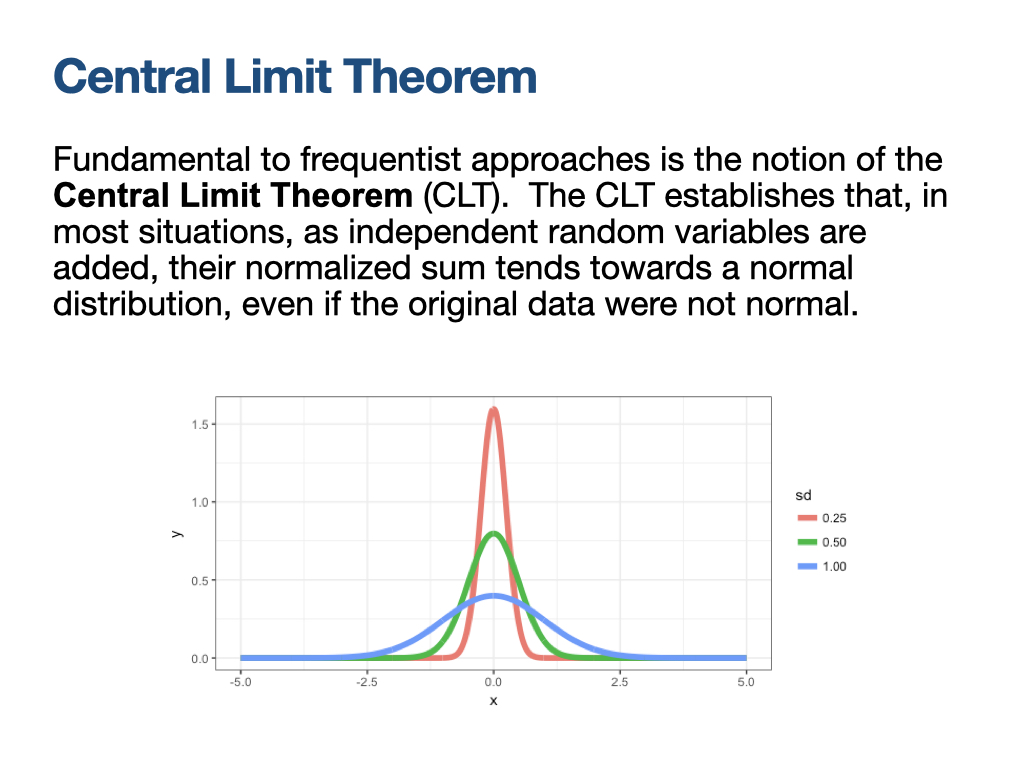 Central Limit Theorem
Fundamental to frequentist approaches is the notion of the
Central Limit Theorem (CLT).  The CLT establishes that, in
most situations, as independent random variables are
added, their normalized sum tends towards a normal
distribution, even if the original data were not normal.
1.5
1.0
0.5
0.0
y
-5.0
-2.5
0.0
2.5
5.0
x
sd
0.25
0.50
1.00